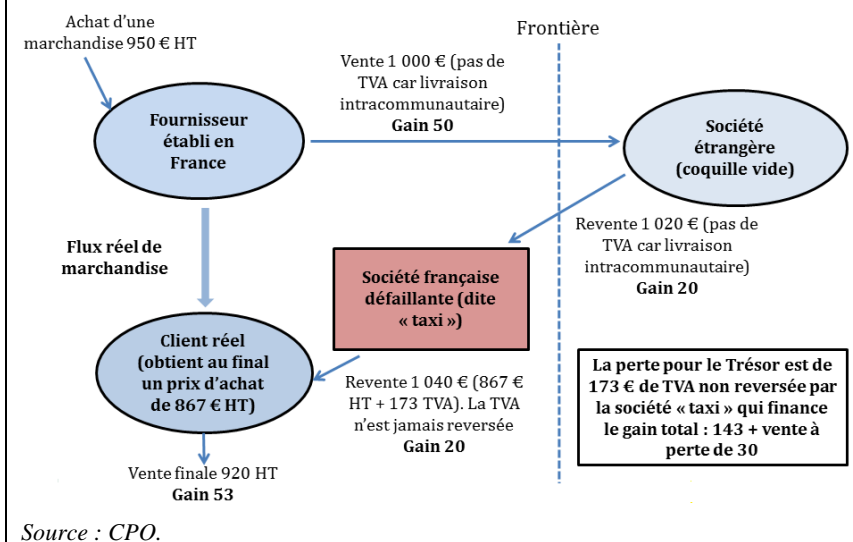 Achat d'une
marchandise 950 € HT
Frontière
Vente 1 000 € (pas de
TVA car livraison
intracommunautaire)
Gain 50
Fournisseur
établi en
France
Société
étrangère
(coquille vide)
Revente 1 020 € (pas de
TVA car livraison
intracommunautaire)
Gain 20
Flux réel de
marchandise
Société française
défaillante (dite
« taxi »)
Client réel
(obtient au final
un prix d'achat
de 867 € HT)
Revente 1 040 € (867 €
HT + 173 TVA). La TVA
n'est jamais reversée
Gain 20
La perte pour le Trésor est de
173 € de TVA non reversée par
la société « taxi » qui finance
le gain total : 143 + vente à
perte de 30
Vente finale 920 HT
Gain 53
Source : CPO.